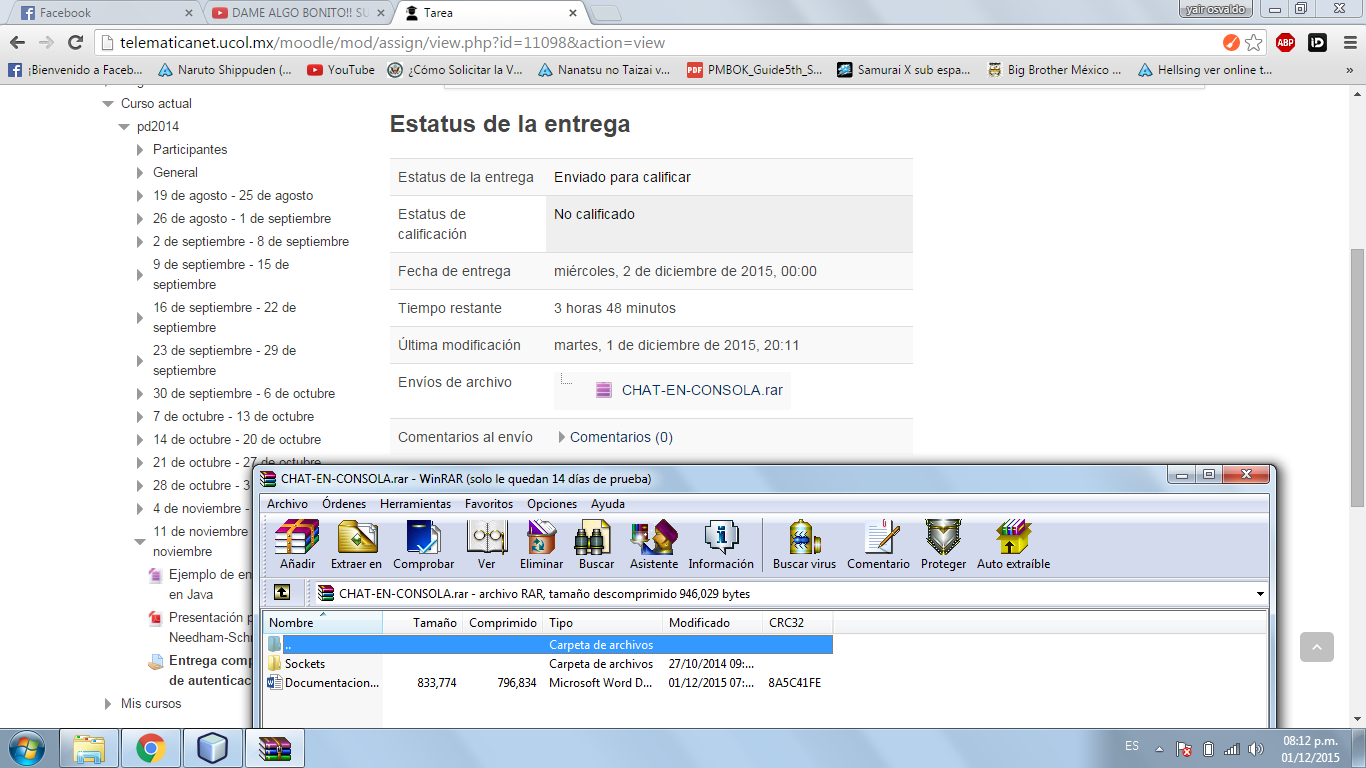 Facebook
DAME ALGO BONITO!! SU
Tarea
yair osvaldo
telematicanet.ucol.mx/moodle/mod/assign/view.php?id=11098&action=view
ABP
¡Bienvenido a Faceb...
Naruto Shippuden (...
YouTube
¿Cómo Solicitar la V...
Nanatsu no Taizai v...
PDF
PMBOK_Guide5th_S...
Samurai X sub espa...
Big Brother México ...
Hellsing ver online t...
»
Curso actual
pd2014
Participantes
General
19 de agosto - 25 de agosto
26 de agosto - 1 de septiembre
2 de septiembre - 8 de septiembre
9 de septiembre - 15 de
septiembre
16 de septiembre - 22 de
septiembre
23 de septiembre - 29 de
septiembre
30 de septiembre - 6 de octubre
7 de octubre - 13 de octubre
14 de octubre - 20 de octubre
21 de octubre - 27 de octubre
28 de octubre - 3
4 de noviembre -
11 de noviembre
noviembre
Ejemplo de en
en Java
Presentación p
Needham-Schr
Entrega comp
de autenticac
Mis cursos
Estatus de la entrega
Estatus de la entrega
Enviado para calificar
Estatus de
calificación
No calificado
Fecha de entrega
miércoles, 2 de diciembre de 2015, 00:00
Tiempo restante
3 horas 48 minutos
Última modificación
martes, 1 de diciembre de 2015, 20:11
Envíos de archivo
CHAT-EN-CONSOLA.rar
Comentarios al envío
Comentarios (0)
CHAT-EN-CONSOLA.rar - WinRAR (solo le quedan 14 días de prueba)
Archivo
Órdenes
Herramientas
Favoritos
Opciones
Ayuda
Añadir
Extraer en
Comprobar
Ver
Eliminar
Buscar
Asistente
Información
Buscar virus
Comentario
Proteger
Auto extraíble
CHAT-EN-CONSOLA.rar - archivo RAR, tamaño descomprimido 946,029 bytes
Nombre
Tamaño
Comprimido
Tipo
Modificado
CRC32
..
Carpeta de archivos
Sockets
Carpeta de archivos
27/10/2014 09:...
Documentacion...
833,774
796,834
Microsoft Word D...
01/12/2015 07:...
8A5C41FE
ES
08:12 p.m.
01/12/2015